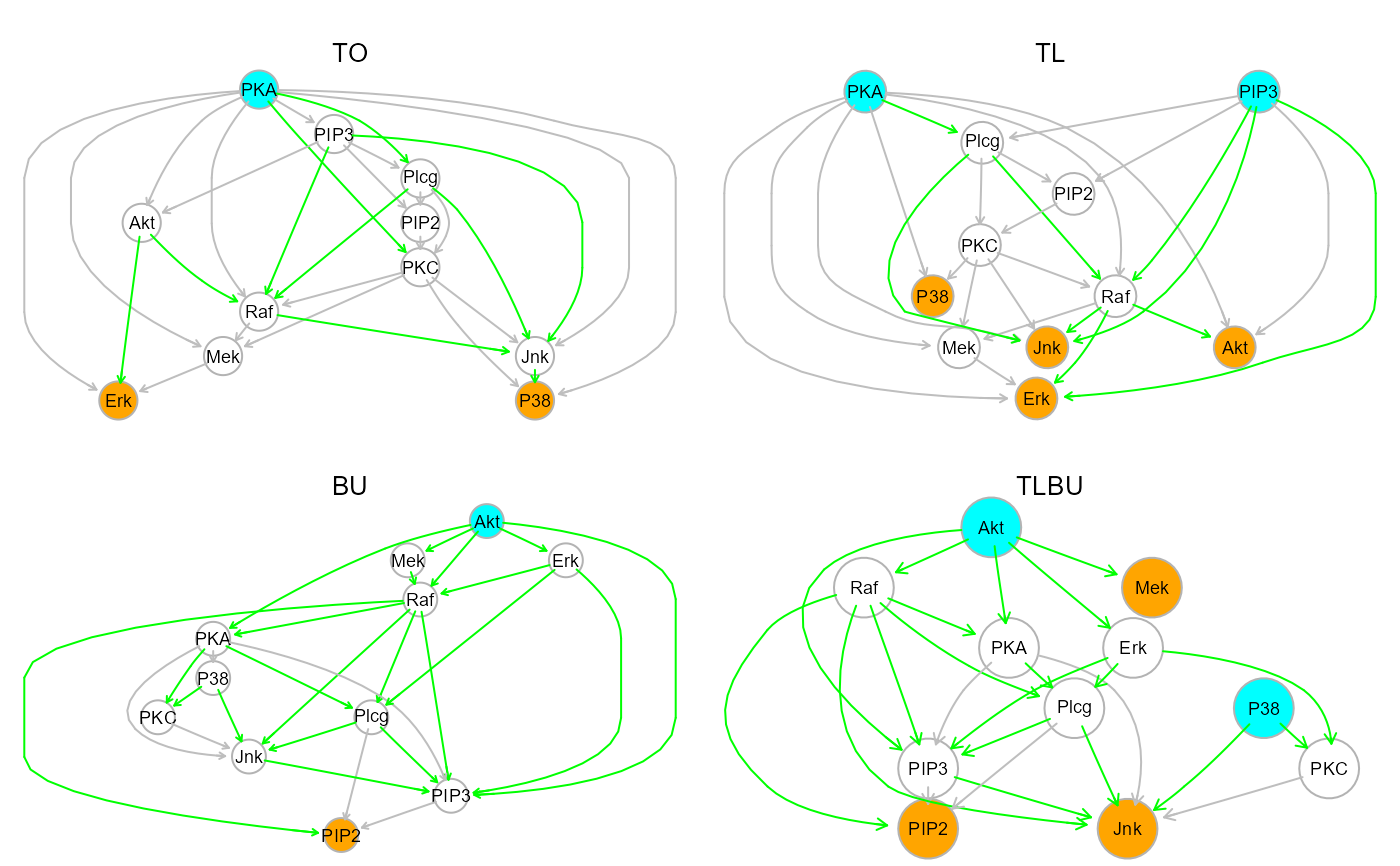 TO
PKA
PIP3
Plcg
Akt
PIP2
PKC
Raf
Mek
Jnk
Erk
P38
TL
PKA
PIP3
Plcg
PIP2
PKC
P38
Raf
Mek
Jnk
Akt
Erk
BU
Akt
Mek
Erk
Raf
PKA
P38
PKC
Plcg
Jnk
PIP3
PIP2
TLBU
Akt
Raf
Mek
PKA
Erk
Plcg
P38
PIP3
PKC
PIP2
Jnk